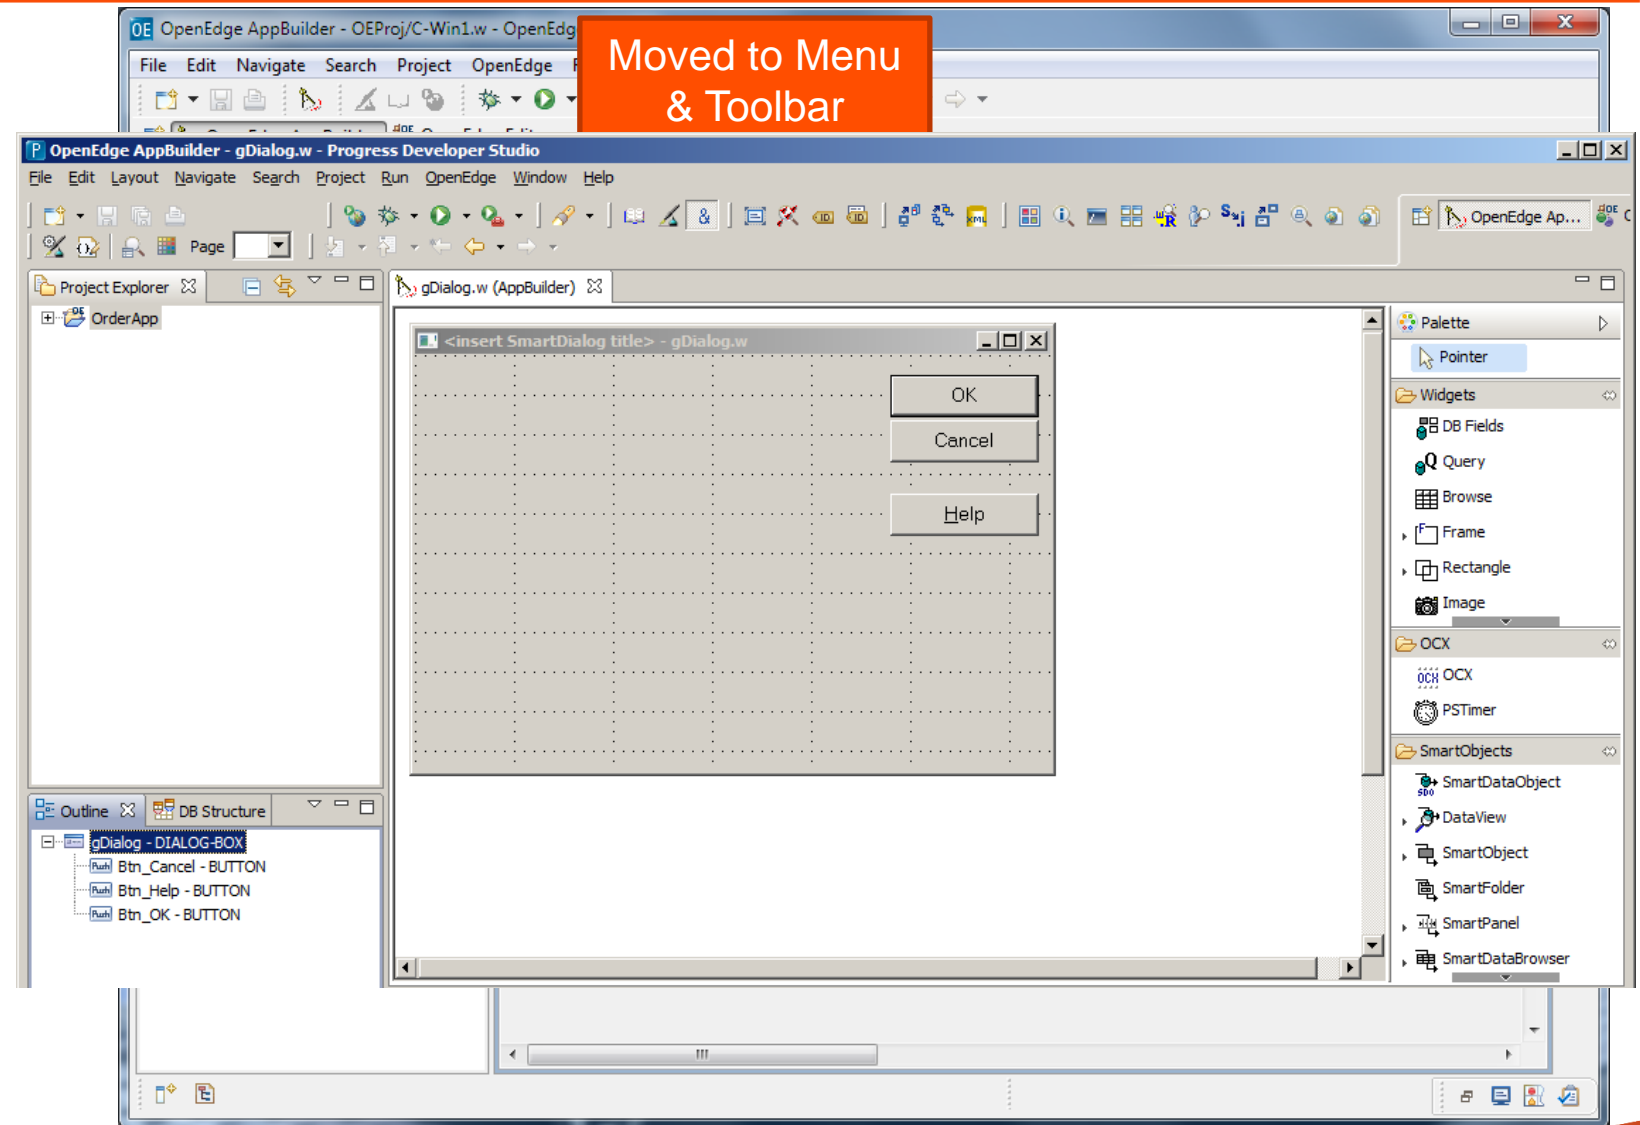 OE OpenEdge AppBuilder - OEProj/C-Win1.w - OpenEdg
Moved to Menu
& Toolbar
File Edit Navigate Search Project OpenEdge
OpenEdge AppBuilder - gDialog.w - Progress Developer Studio
File Edit Layout Navigate Search Project Run OpenEdge Window Help
OpenEdge Ap...
Page
Project Explorer
gDialog.w (AppBuilder)
OrderApp
<insert SmartDialog title> - gDialog.w
OK
Cancel
Help
Palette
Pointer
Widgets
DB Fields
Query
Browse
Frame
Rectangle
Image
OCX
OCX
PSTimer
SmartObjects
SmartDataObject
DataView
SmartObject
SmartFolder
SmartPanel
SmartDataBrowser
Outline
DB Structure
gDialog - DIALOG-BOX
Btn_Cancel - BUTTON
Btn_Help - BUTTON
Btn_OK - BUTTON